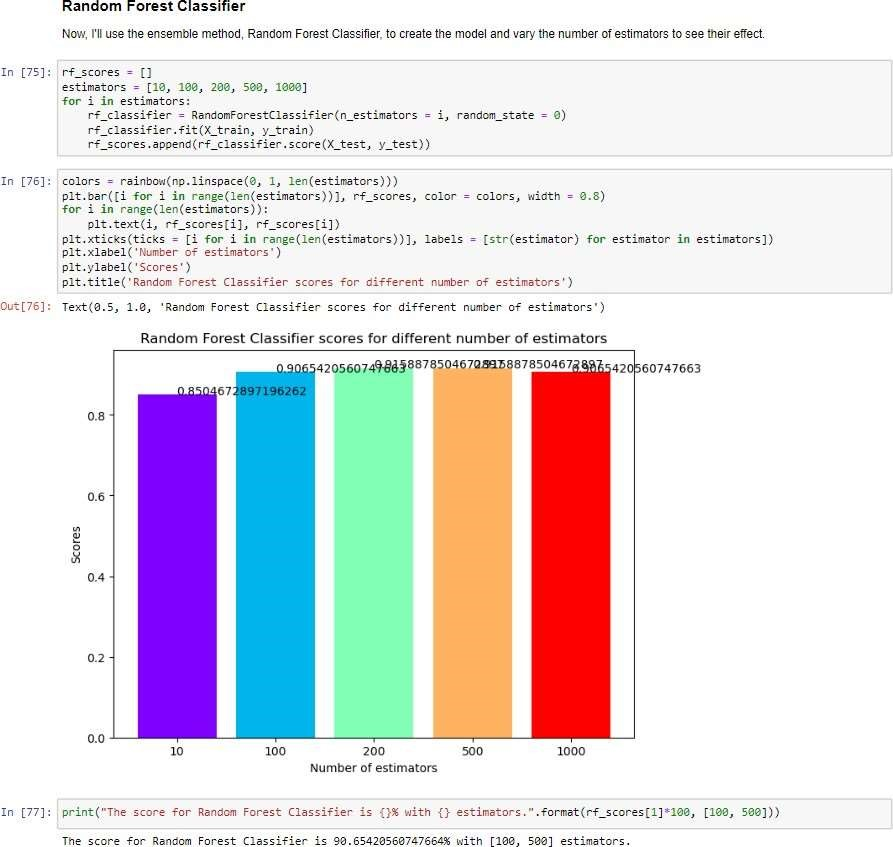 Random Forest Classifier
Now, I'll use the ensemble method, Random Forest Classifier, to create the model and vary the number of estimators to see their effect.
In [75]: rf_scores = []
estimators = [10, 100, 200, 500, 1000]
for i in estimators:
    rf_classifier = RandomForestClassifier(n_estimators = i, random_state = 0)
    rf_classifier.fit(X_train, y_train)
    rf_scores.append(rf_classifier.score(X_test, y_test))
In [76]: colors = rainbow(np.linspace(0, 1, len(estimators)))
plt.bar([i for i in range(len(estimators))], rf_scores, color = colors, width = 0.8)
for i in range(len(estimators)):
    plt.text(i, rf_scores[i], rf_scores[i])
plt.xticks(ticks = [i for i in range(len(estimators))], labels = [str(estimator) for estimator in estimators])
plt.xlabel('Number of estimators')
plt.ylabel('Scores')
plt.title('Random Forest Classifier scores for different number of estimators')
Out[76]: Text(0.5, 1.0, 'Random Forest Classifier scores for different number of estimators')
Random Forest Classifier scores for different number of estimators
0.8504672897196262
0.9065420560747663
0.9158878504672897
0.9158878504672897
0.9065420560747663
0.8
0.6
0.4
0.2
0.0
Scores
10 100 200 500 1000
Number of estimators
In [77]: print("The score for Random Forest Classifier is {}% with {} estimators.".format(rf_scores[1]*100, [100, 500]))
The score for Random Forest Classifier is 90.65420560747664% with [100, 500] estimators.